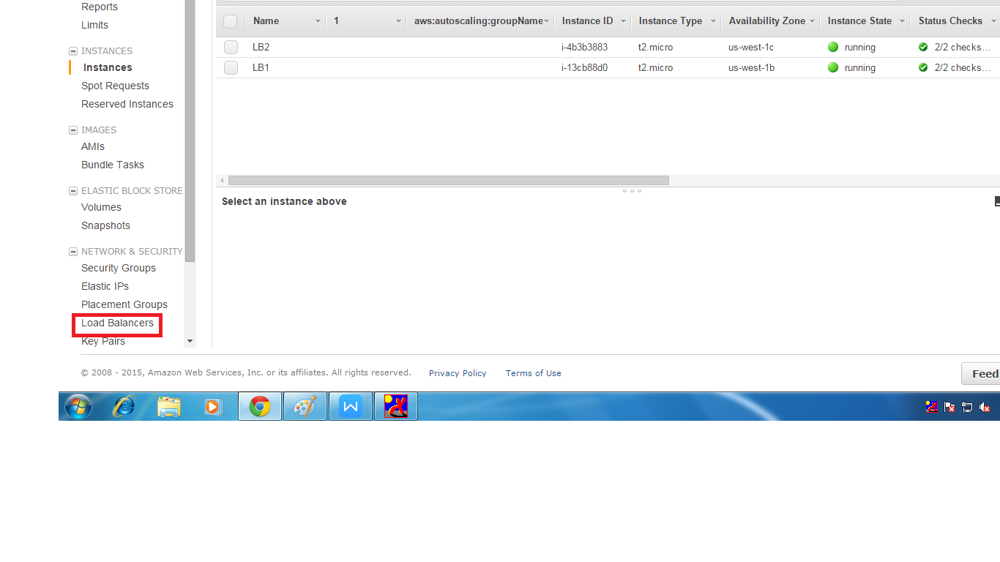 Reports
Limits
INSTANCES
Instances
Spot Requests
Reserved Instances
IMAGES
AMIs
Bundle Tasks
ELASTIC BLOCK STORE
Volumes
Snapshots
NETWORK & SECURITY
Security Groups
Elastic IPs
Placement Groups
Load Balancers
Key Pairs
Name 1 aws:autoscaling:groupName Instance ID Instance Type Availability Zone Instance State Status Checks
LB2 i-4b3b3883 t2.micro us-west-1c running 2/2 checks…
LB1 i-13cb88d0 t2.micro us-west-1b running 2/2 checks…
Select an instance above
© 2008 - 2015, Amazon Web Services, Inc. or its affiliates. All rights reserved. Privacy Policy Terms of Use
Feed